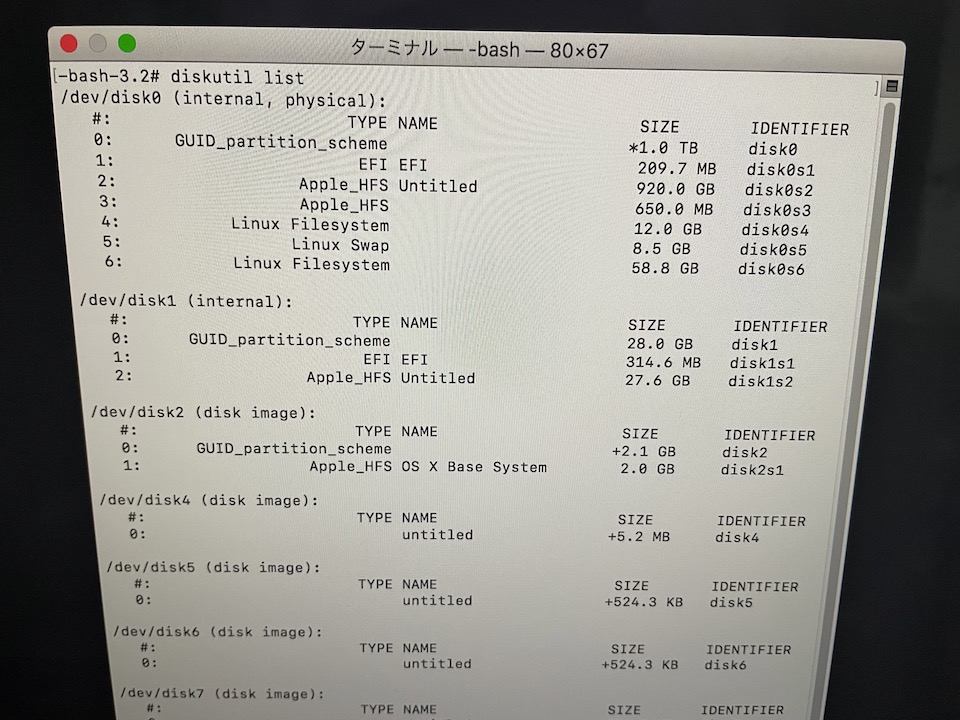 ターミナル — -bash — 80×67
[-bash-3.2# diskutil list ]
/dev/disk0 (internal, physical):
#: TYPE NAME SIZE IDENTIFIER
0: GUID_partition_scheme *1.0 TB disk0
1: EFI EFI 209.7 MB disk0s1
2: Apple_HFS Untitled 920.0 GB disk0s2
3: Apple_HFS 650.0 MB disk0s3
4: Linux Filesystem 12.0 GB disk0s4
5: Linux Swap 8.5 GB disk0s5
6: Linux Filesystem 58.8 GB disk0s6
/dev/disk1 (internal):
#: TYPE NAME SIZE IDENTIFIER
0: GUID_partition_scheme 28.0 GB disk1
1: EFI EFI 314.6 MB disk1s1
2: Apple_HFS Untitled 27.6 GB disk1s2
/dev/disk2 (disk image):
#: TYPE NAME SIZE IDENTIFIER
0: GUID_partition_scheme +2.1 GB disk2
1: Apple_HFS OS X Base System 2.0 GB disk2s1
/dev/disk4 (disk image):
#: TYPE NAME SIZE IDENTIFIER
0: untitled +5.2 MB disk4
/dev/disk5 (disk image):
#: TYPE NAME SIZE IDENTIFIER
0: untitled +524.3 KB disk5
/dev/disk6 (disk image):
#: TYPE NAME SIZE IDENTIFIER
0: untitled +524.3 KB disk6
/dev/disk7 (disk image):
#: TYPE NAME SIZE IDENTIFIER